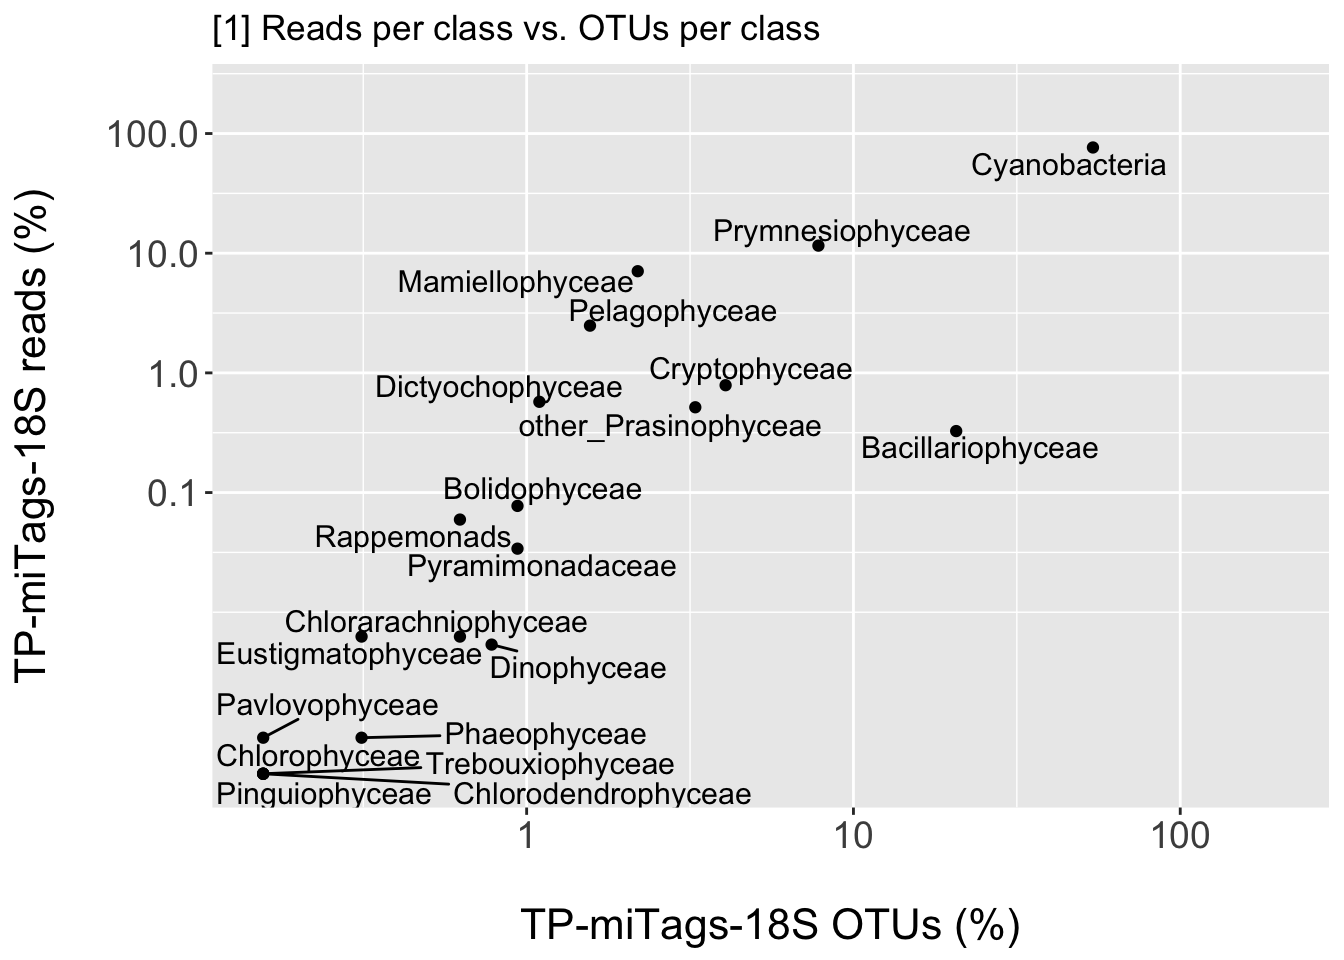 [1] Reads per class vs. OTUs per class
TP-miTags-18S reads (%)
100.0
10.0
1.0
0.1
Cyanobacteria
Prymnesiophyceae
Mamiellophyceae
Pelagophyceae
Cryptophyceae
Dictyochophyceae
other_Prasinophyceae
Bacillariophyceae
Bolidophyceae
Rappemonads
Pyramimonadaceae
Chlorarachniophyceae
Eustigmatophyceae
Dinophyceae
Pavlovophyceae
Phaeophyceae
Chlorophyceae
Trebouxiophyceae
Pinguiophyceae
Chlorodendrophyceae
1
10
100
TP-miTags-18S OTUs (%)